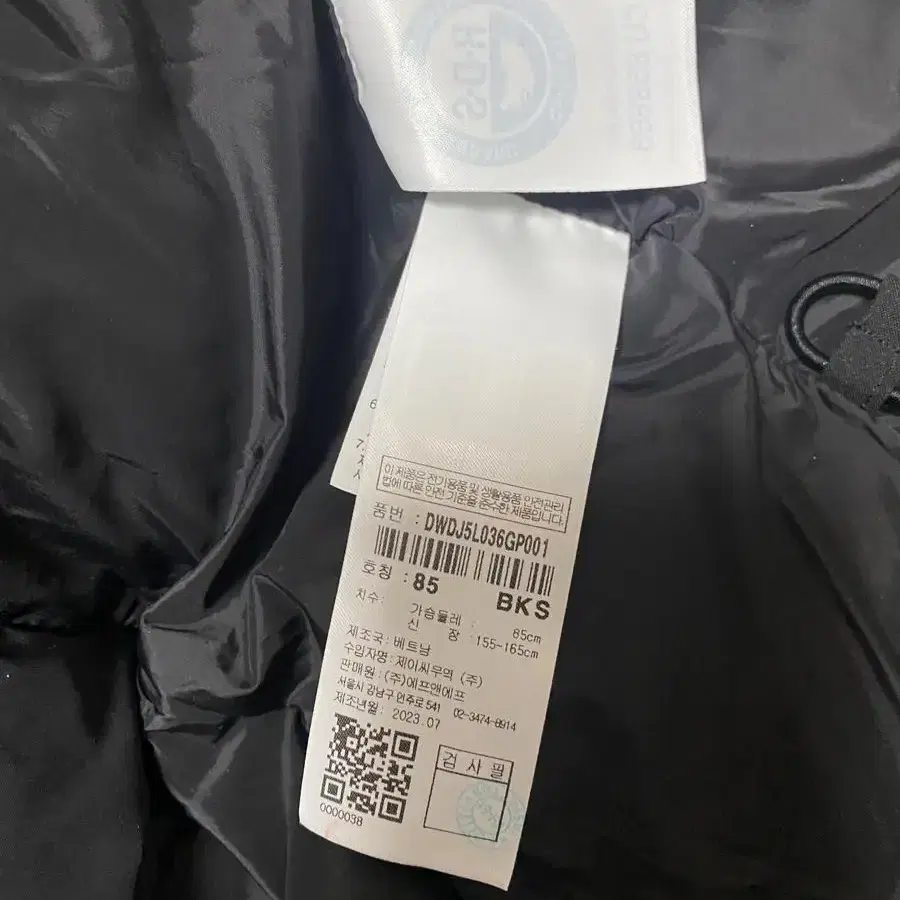 R·D·S
이 제품은 전기용품 및 생활용품 안전관리
법에 따른 안전 기준을 준수한 제품입니다.
품번 : DWDJ5L036GP001
호칭 : 85 BKS
치수: 가슴둘레 : 85cm
신 장 : 155~165cm
제조국: 베트남
수입자명: 제이씨무역 (주)
판매원 : (주)에프앤에프
서울시 강남구 언주로 541 02-3474-8914
제조년월: 2023.07
검사필
0000038